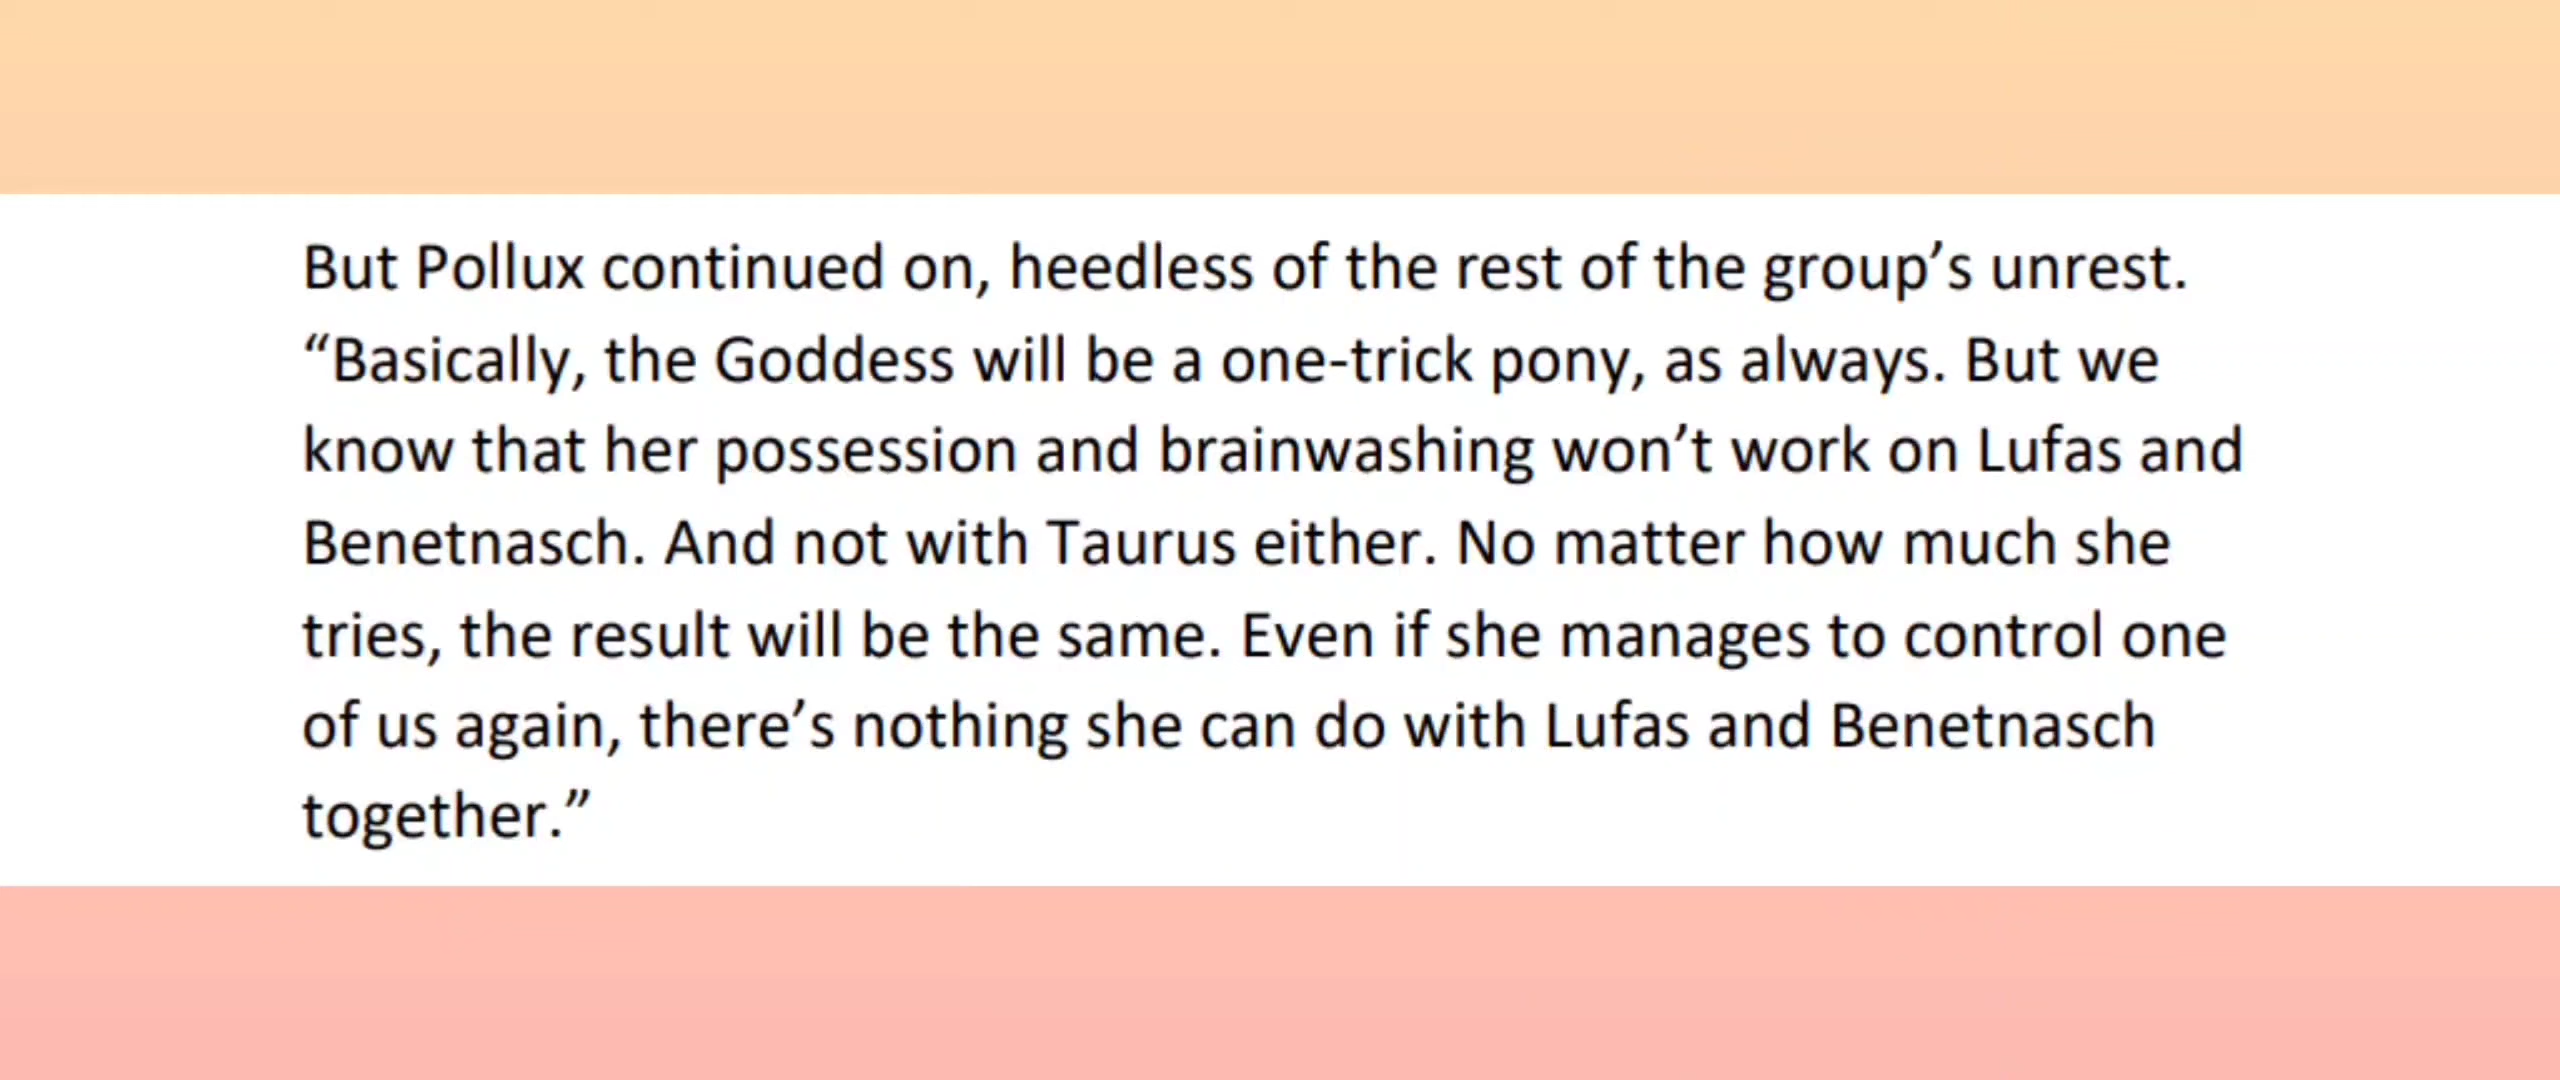 But Pollux continued on, heedless of the rest of the group’s unrest.
“Basically, the Goddess will be a one-trick pony, as always. But we
know that her possession and brainwashing won’t work on Lufas and
Benetnasch. And not with Taurus either. No matter how much she
tries, the result will be the same. Even if she manages to control one
of us again, there’s nothing she can do with Lufas and Benetnasch
together.”